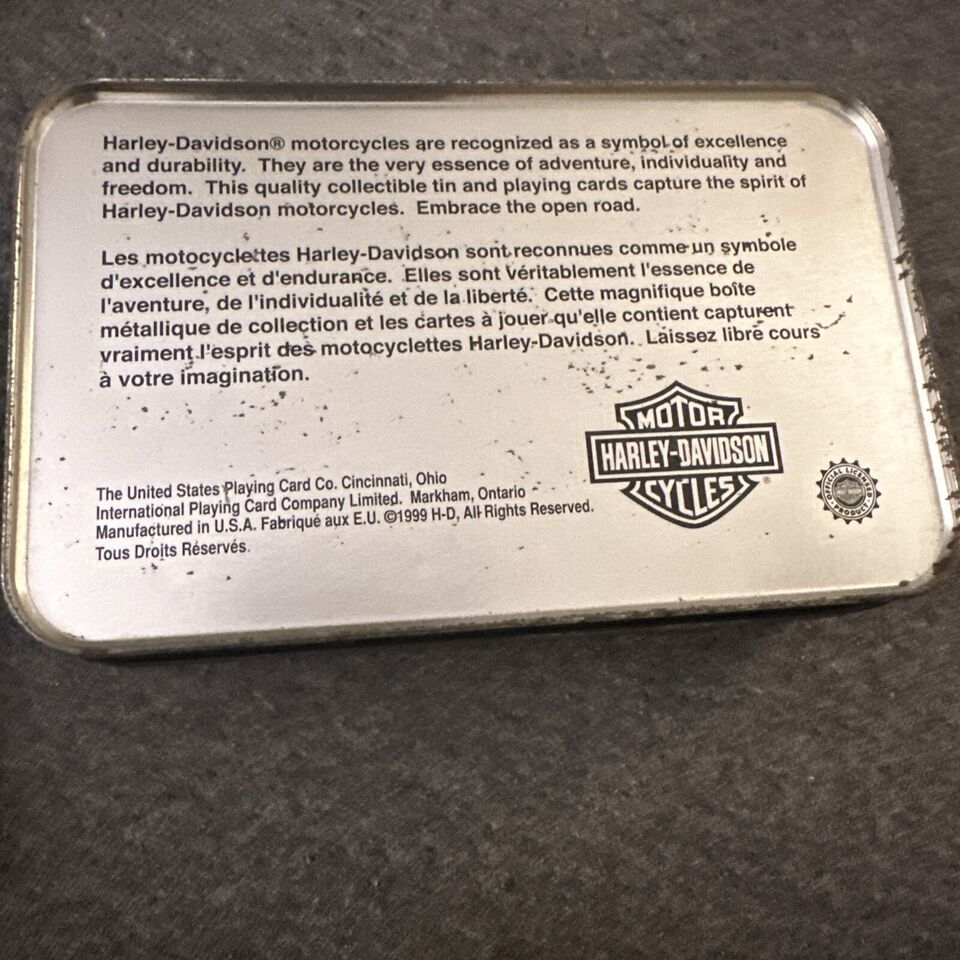 Harley-Davidson® motorcycles are recognized as a symbol of excellence
and durability. They are the very essence of adventure, individuality and
freedom. This quality collectible tin and playing cards capture the spirit of
Harley-Davidson motorcycles. Embrace the open road.
Les motocyclettes Harley-Davidson sont reconnues comme un symbole
d'excellence et d'endurance. Elles sont véritablement l'essence de
l'aventure, de l'individualité et de la liberté. Cette magnifique boîte
métallique de collection et les cartes à jouer qu'elle contient capturent
vraiment l'esprit des motocyclettes Harley-Davidson. Laissez libre cours
à votre imagination.
The United States Playing Card Co. Cincinnati, Ohio
International Playing Card Company Limited. Markham, Ontario
Manufactured in U.S.A. Fabriqué aux E.U. ©1999 H-D, All Rights Reserved.
Tous Droits Réservés.
MOTOR
HARLEY-DAVIDSON
CYCLES
®
OFFICIAL LICENSED
PRODUCT